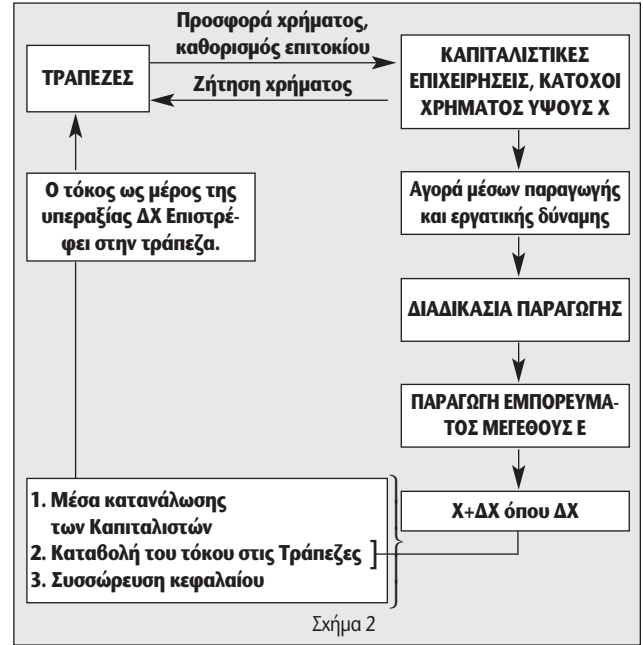 Προσφορά χρήματος,
καθορισμός επιτοκίου
ΤΡΑΠΕΖΕΣ
Ζήτηση χρήματος
ΚΑΠΙΤΑΛΙΣΤΙΚΕΣ
ΕΠΙΧΕΙΡΗΣΕΙΣ, ΚΑΤΟΧΟΙ
ΧΡΗΜΑΤΟΣ ΥΨΟΥΣ Χ
Ο τόκος ως μέρος της
υπεραξίας ΔΧ Επιστρέ-
φει στην τράπεζα.
Αγορά μέσων παραγωγής
και εργατικής δύναμης
ΔΙΑΔΙΚΑΣΙΑ ΠΑΡΑΓΩΓΗΣ
ΠΑΡΑΓΩΓΗ ΕΜΠΟΡΕΥΜΑ-
ΤΟΣ ΜΕΓΕΘΟΥΣ Ε
Χ+ΔΧ όπου ΔΧ
1. Μέσα κατανάλωσης
των Καπιταλιστών
2. Καταβολή του τόκου στις Τράπεζες
3. Συσσώρευση κεφαλαίου
Σχήμα 2